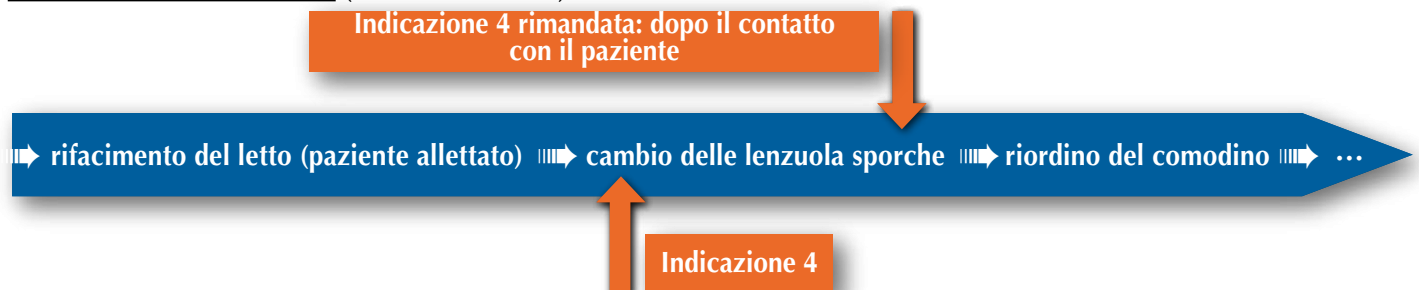 Indicazione 4 rimandata: dopo il contatto
con il paziente
rifacimento del letto (paziente allettato) cambio delle lenzuola sporche riordino del comodino ...
Indicazione 4